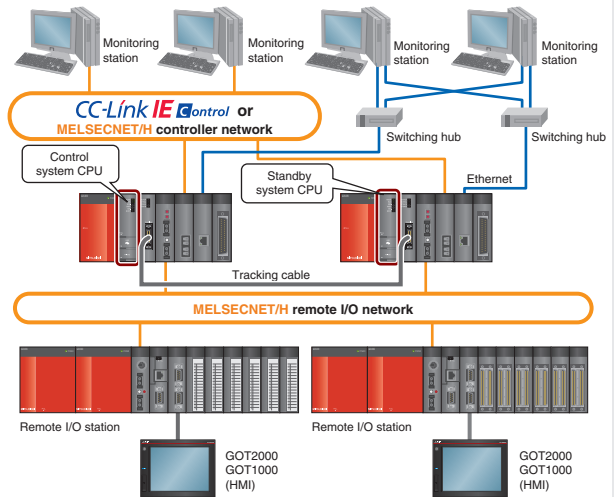 Monitoring
station
Monitoring
station
Monitoring
station
Monitoring
station
CC-Link IE Control or
MELSECNET/H controller network
Switching hub
Switching hub
Control
system CPU
Standby
system CPU
Ethernet
Tracking cable
MELSECNET/H remote I/O network
Remote I/O station
Remote I/O station
GOT2000
GOT1000
(HMI)
GOT2000
GOT1000
(HMI)